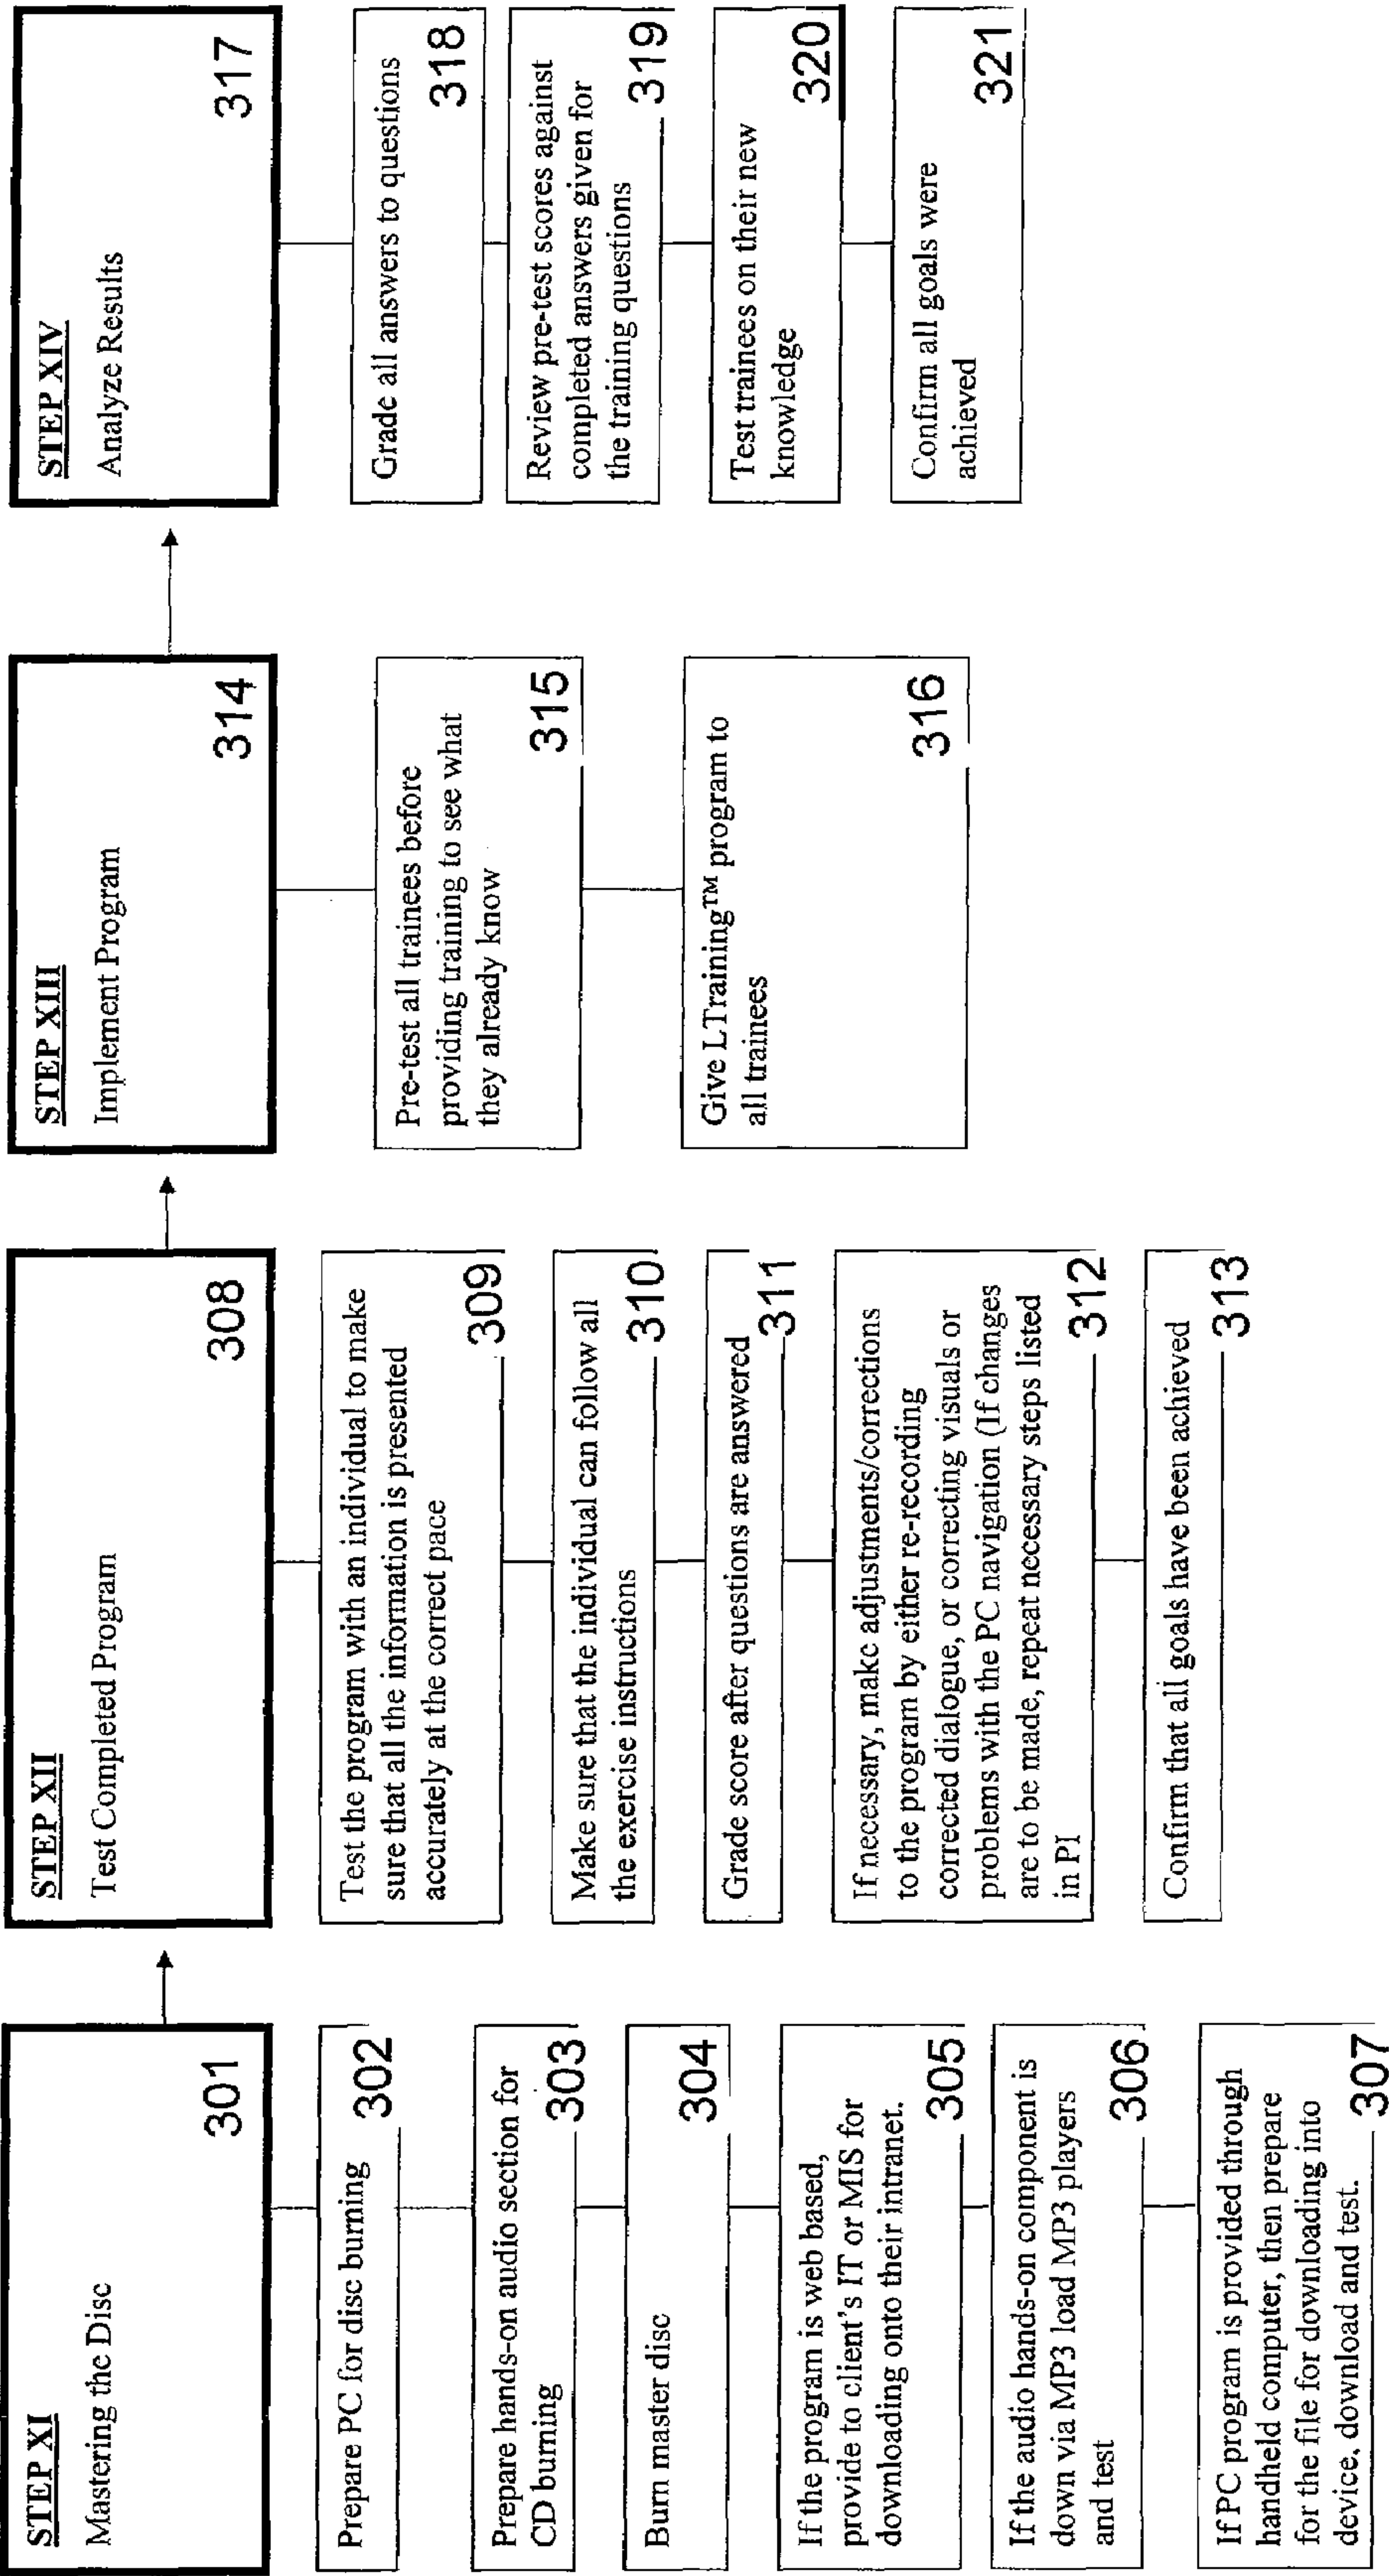 STEP XI
Mastering the Disc
301
Prepare PC for disc burning
302
Prepare hands-on audio section for
CD burning
303
Burn master disc
304
If the program is web based,
provide to client's IT or MIS for
downloading onto their intranet.
305
If the audio hands-on component is
down via MP3 load MP3 players
and test
306
If PC program is provided through
handheld computer, then prepare
for the file for downloading into
device, download and test.
307
STEP XII
Test Completed Program
308
Test the program with an individual to make
sure that all the information is presented
accurately at the correct pace
309
Make sure that the individual can follow all
the exercise instructions
310
Grade score after questions are answered
311
If necessary, make adjustments/corrections
to the program by either re-recording
corrected dialogue, or correcting visuals or
problems with the PC navigation (If changes
are to be made, repeat necessary steps listed
in PI
312
Confirm that all goals have been achieved
313
STEP XIII
Implement Program
314
Pre-test all trainees before
providing training to see what
they already know
315
Give LTraining™ program to
all trainees
316
STEP XIV
Analyze Results
317
Grade all answers to questions
318
Review pre-test scores against
completed answers given for
the training questions
319
Test trainees on their new
knowledge
320
Confirm all goals were
achieved
321